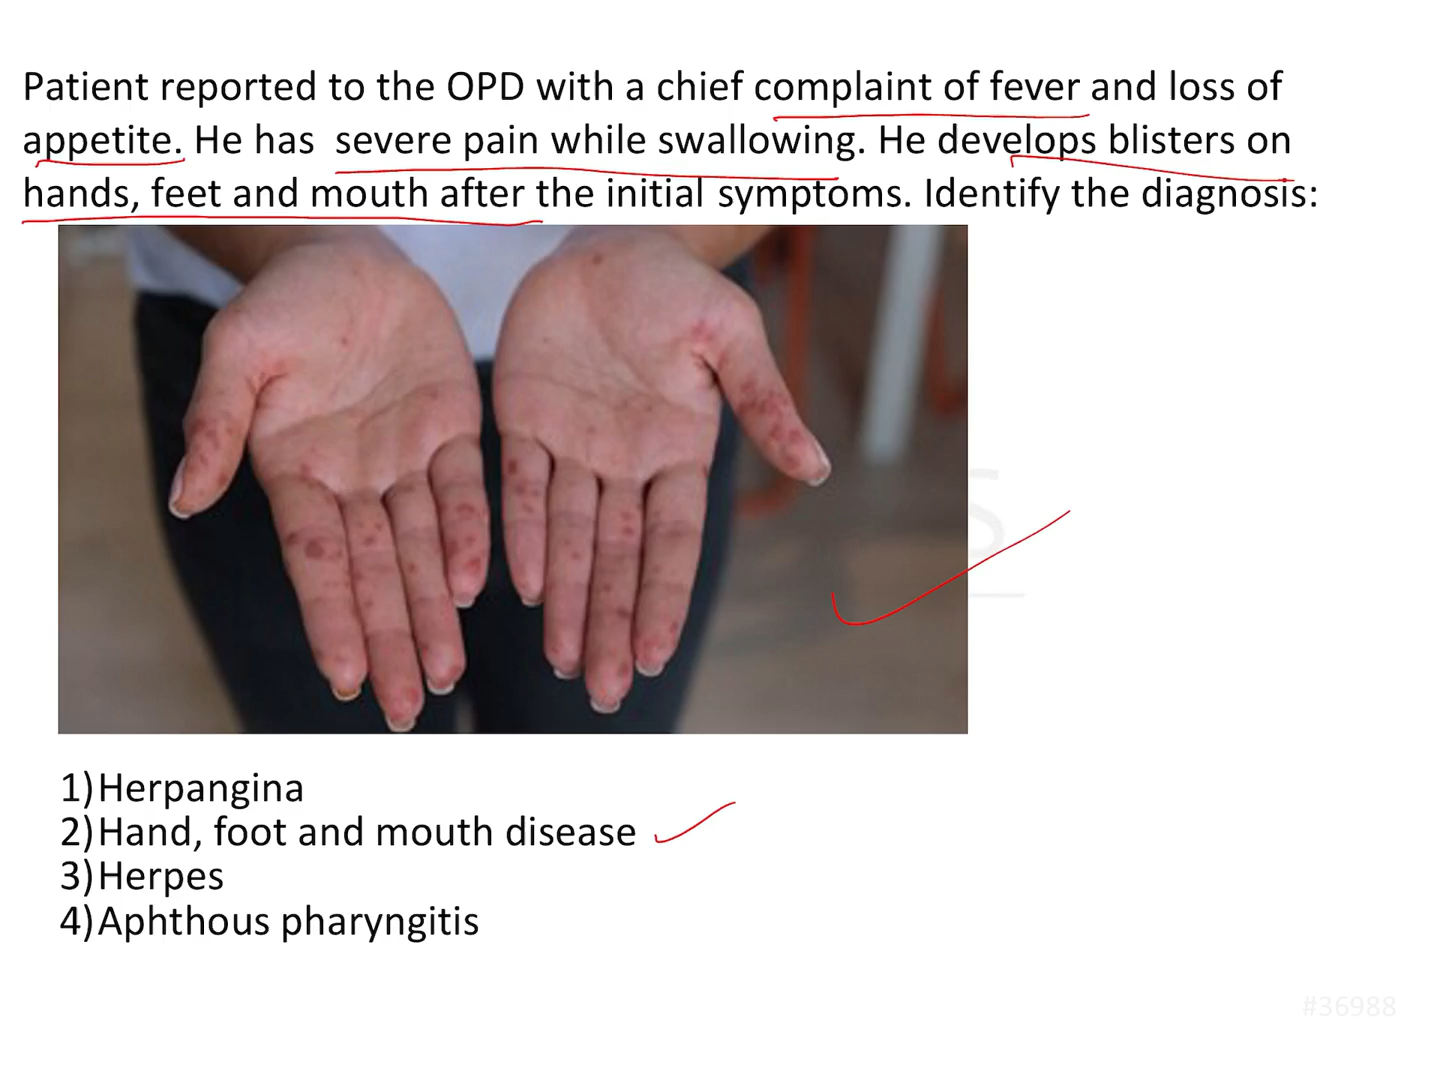 Patient reported to the OPD with a chief complaint of fever and loss of
appetite. He has severe pain while swallowing. He develops blisters on
hands, feet and mouth after the initial symptoms. Identify the diagnosis:
S
1)Herpangina
2)Hand, foot and mouth disease
3)Herpes
4)Aphthous pharyngitis
#36988